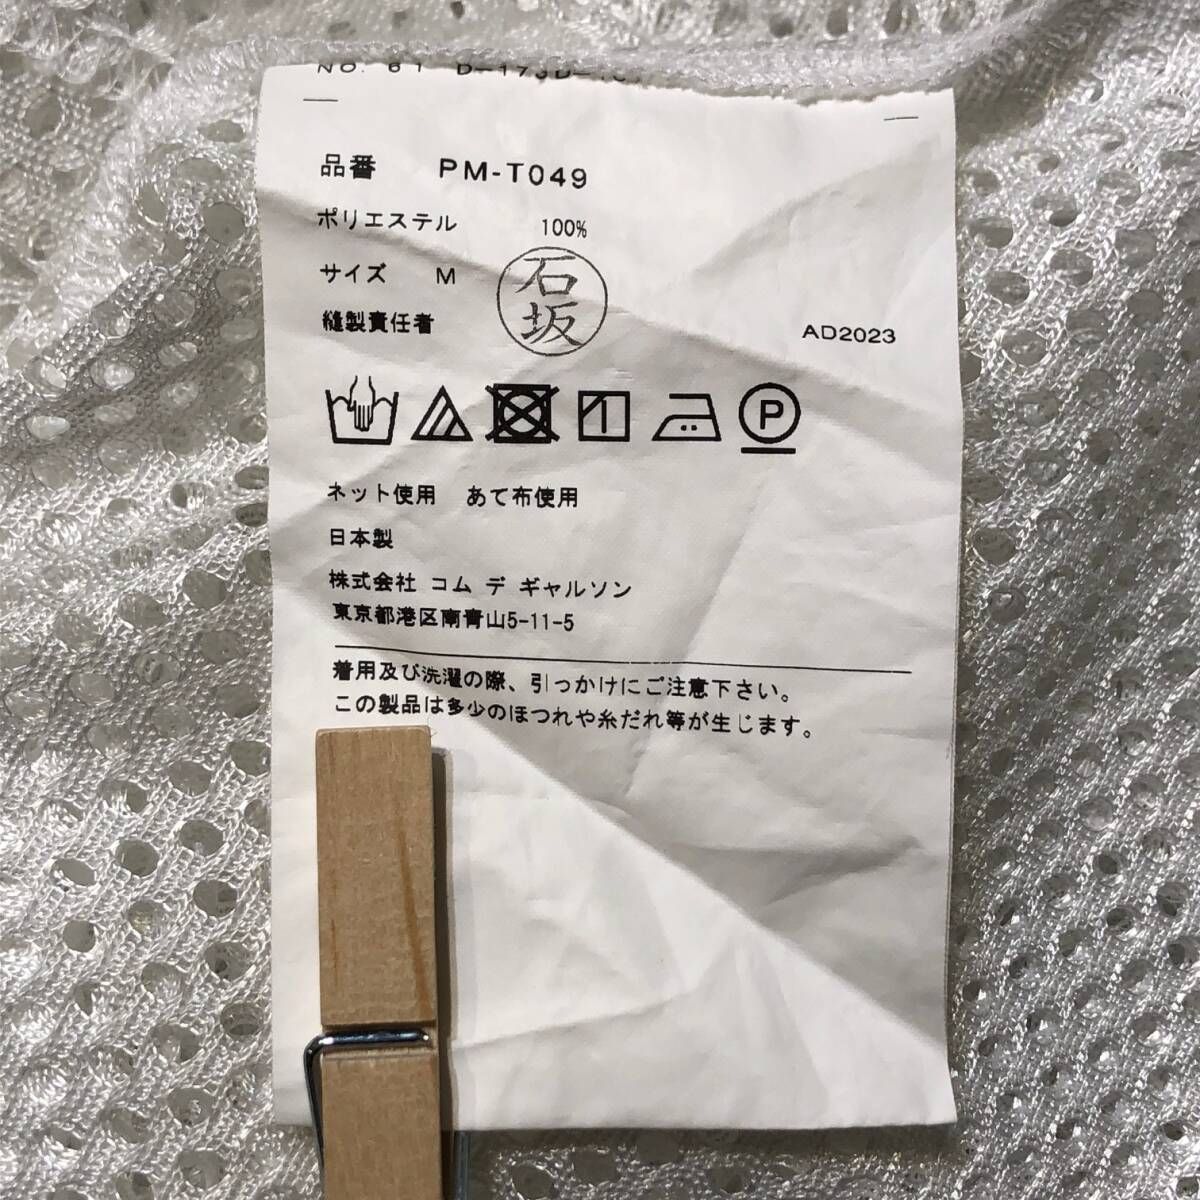 品番 PM-T049
ポリエステル 100%
サイズ M
石坂
縫製責任者
AD2023
P
ネット使用 あて布使用
日本製
株式会社 コム デ ギャルソン
東京都港区南青山5-11-5
着用及び洗濯の際、引っかけにご注意下さい。
この製品は多少のほつれや糸だれ等が生じます。